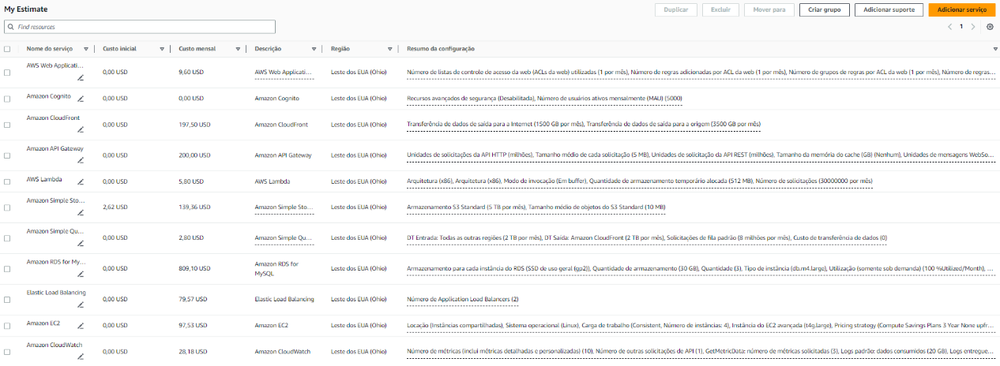 My Estimate
Duplicar
Excluir
Mover para
Criar grupo
Adicionar suporte
Adicionar serviço
Find resources
1
Nome do serviço Custo inicial Custo mensal Descrição Região Resumo da configuração
AWS Web Applicati... 0,00 USD 9,60 USD AWS Web Applicati... Leste dos EUA (Ohio) Número de listas de controle de acesso da web (ACLs da web) utilizadas (1 por mês), Número de regras adicionadas por ACL da web (1 por mês), Número de grupos de regras por ACL da web (1 por mês), Número de regras...
Amazon Cognito 0,00 USD 0,00 USD Amazon Cognito Leste dos EUA (Ohio) Recursos avançados de segurança (Desabilitada), Número de usuários ativos mensalmente (MAU) (5000)
Amazon CloudFront 0,00 USD 197,50 USD Amazon CloudFront Leste dos EUA (Ohio) Transferência de dados de saída para a Internet (1500 GB por mês), Transferência de dados de saída para a origem (3500 GB por mês)
Amazon API Gateway 0,00 USD 200,00 USD Amazon API Gateway Leste dos EUA (Ohio) Unidades de solicitações da API HTTP (milhões), Tamanho médio de cada solicitação (5 MB), Unidades de solicitação da API REST (milhões), Tamanho da memória do cache (GB) (Nenhum), Unidades de mensagens WebSo...
AWS Lambda 0,00 USD 5,80 USD AWS Lambda Leste dos EUA (Ohio) Arquitetura (x86), Arquitetura (x86), Modo de invocação (Em buffer), Quantidade de armazenamento temporário alocada (512 MB), Número de solicitações (30000000 por mês)
Amazon Simple Sto... 2,62 USD 139,36 USD Amazon Simple Sto... Leste dos EUA (Ohio) Armazenamento S3 Standard (5 TB por mês), Tamanho médio de objetos do S3 Standard (10 MB)
Amazon Simple Qu... 0,00 USD 2,80 USD Amazon Simple Qu... Leste dos EUA (Ohio) DT Entrada: Todas as outras regiões (2 TB por mês), DT Saída: Amazon CloudFront (2 TB por mês), Solicitações de fila padrão (8 milhões por mês), Custo de transferência de dados (0)
Amazon RDS for My... 0,00 USD 809,10 USD Amazon RDS for MySQL Leste dos EUA (Ohio) Armazenamento para cada instância do RDS (SSD de uso geral (gp2)), Quantidade de armazenamento (30 GB), Quantidade (3), Tipo de instância (db.m4.large), Utilização (somente sob demanda) (100 %Utilized/Month), ...
Elastic Load Balancing 0,00 USD 79,57 USD Elastic Load Balancing Leste dos EUA (Ohio) Número de Application Load Balancers (2)
Amazon EC2 0,00 USD 97,53 USD Amazon EC2 Leste dos EUA (Ohio) Locação (Instâncias compartilhadas), Sistema operacional (Linux), Carga de trabalho (Consistent, Número de instâncias: 4), Instância do EC2 avançada (t4g.large), Pricing strategy (Compute Savings Plans 3 Year None upfr...
Amazon CloudWatch 0,00 USD 28,18 USD Amazon CloudWatch Leste dos EUA (Ohio) Número de métricas (inclui métricas detalhadas e personalizadas) (10), Número de outras solicitações de API (1), GetMetricData: número de métricas solicitadas (3), Logs padrão: dados consumidos (20 GB), Logs entregue...